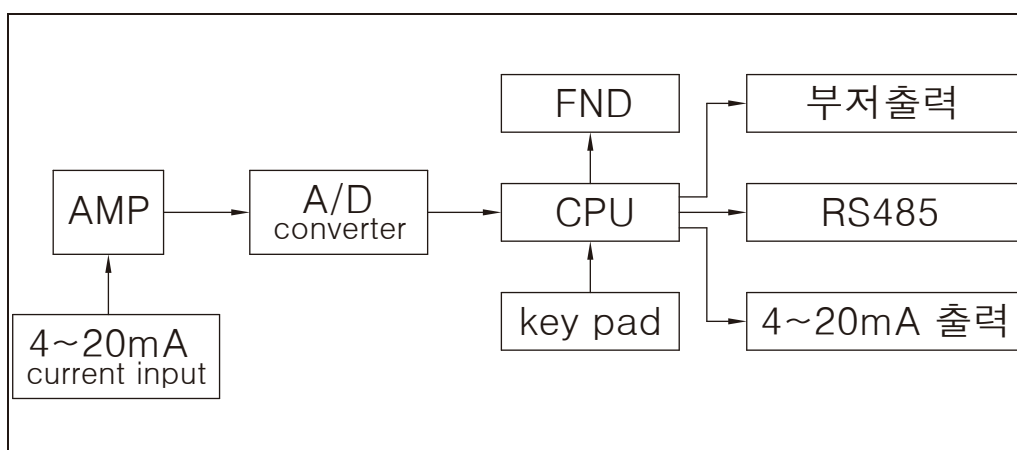 FND
부저출력
AMP
A/D
converter
CPU
RS485
4~20mA
current input
key pad
4~20mA 출력